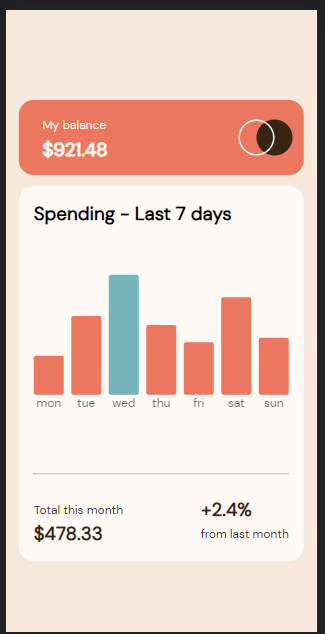 My balance
$921.48
Spending - Last 7 days
mon tue wed thu fri sat sun
Total this month
$478.33
+2.4%
from last month